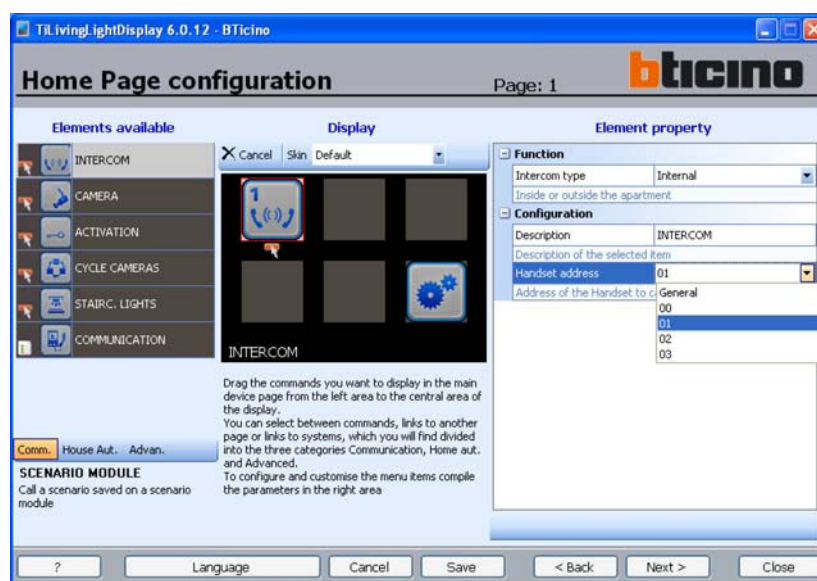 TiLivingLightDisplay 6.0.12 - BTicino
Home Page configuration
Page: 1
bticino
Elements available
INTERCOM
CAMERA
ACTIVATION
CYCLE CAMERAS
STAIRC. LIGHTS
COMMUNICATION
Comm. House Aut. Advan.
SCENARIO MODULE
Call a scenario saved on a scenario
module
Display
Cancel Skin Default
1
INTERCOM
Drag the commands you want to display in the main
device page from the left area to the central area of
the display.
You can select between commands, links to another
page or links to systems, which you will find divided
into the three categories Communication, Home aut.
and Advanced.
To configure and customise the menu items compile
the parameters in the right area
Element property
Function
Intercom type Internal
Inside or outside the apartment
Configuration
Description INTERCOM
Description of the selected item
Handset address 01
Address of the Handset to
General
00
01
02
03
? Language Cancel Save < Back Next > Close